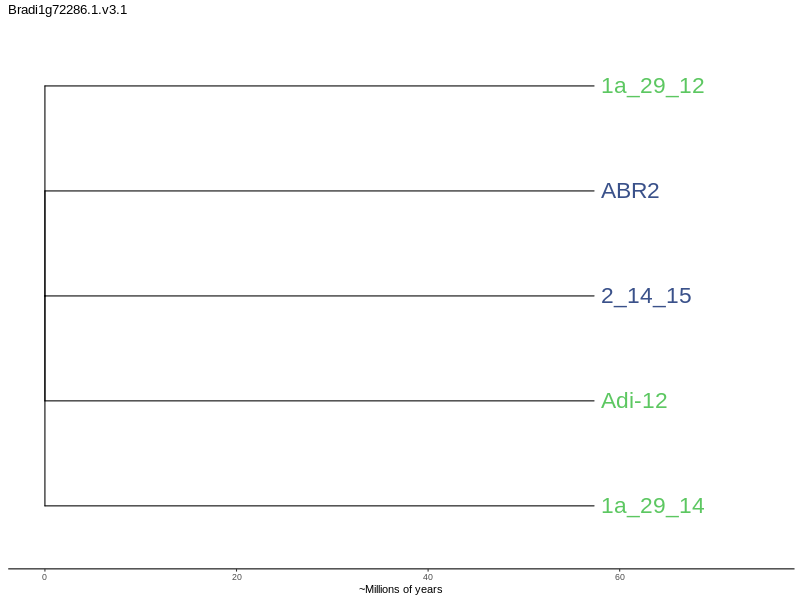 Bradi1g72286.1.v3.1
1a_29_12
ABR2
2_14_15
Adi-12
1a_29_14
0 20 40 60
~Millions of years